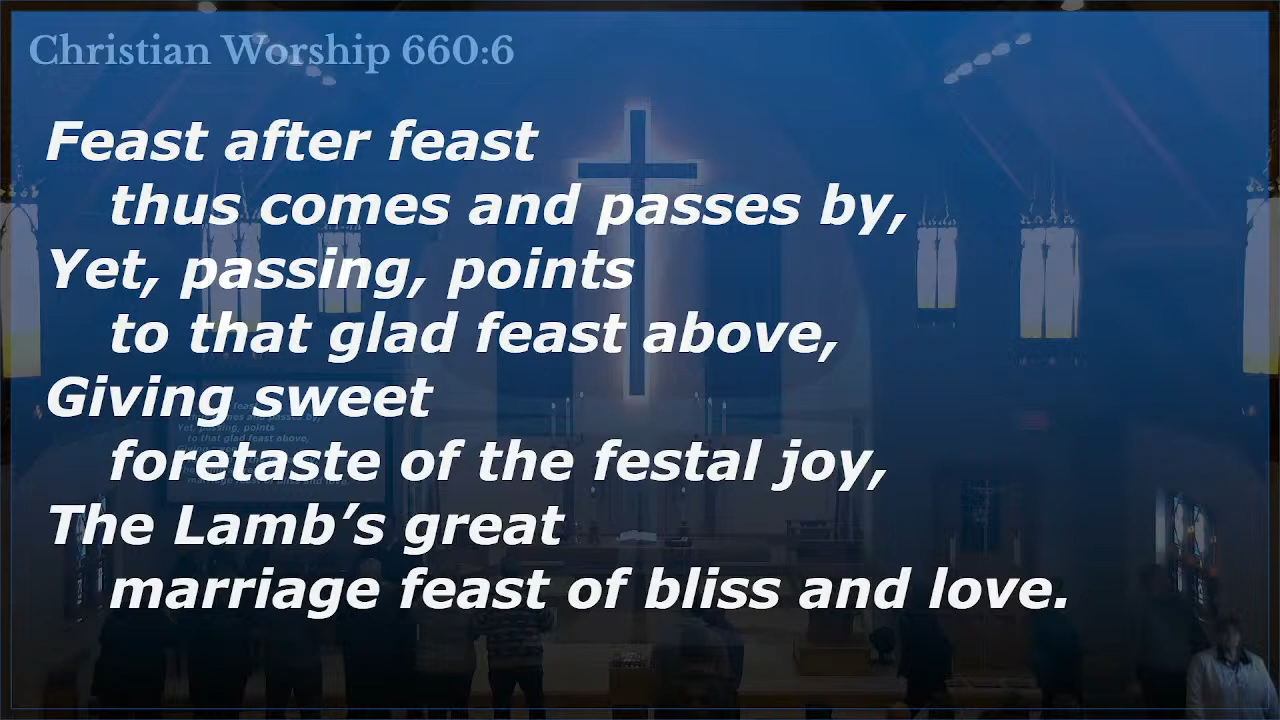 Christian Worship 660:6
Feast after feast
thus comes and passes by,
Yet, passing, points
to that glad feast above,
Giving sweet
foretaste of the festal joy,
The Lamb’s great
marriage feast of bliss and love.